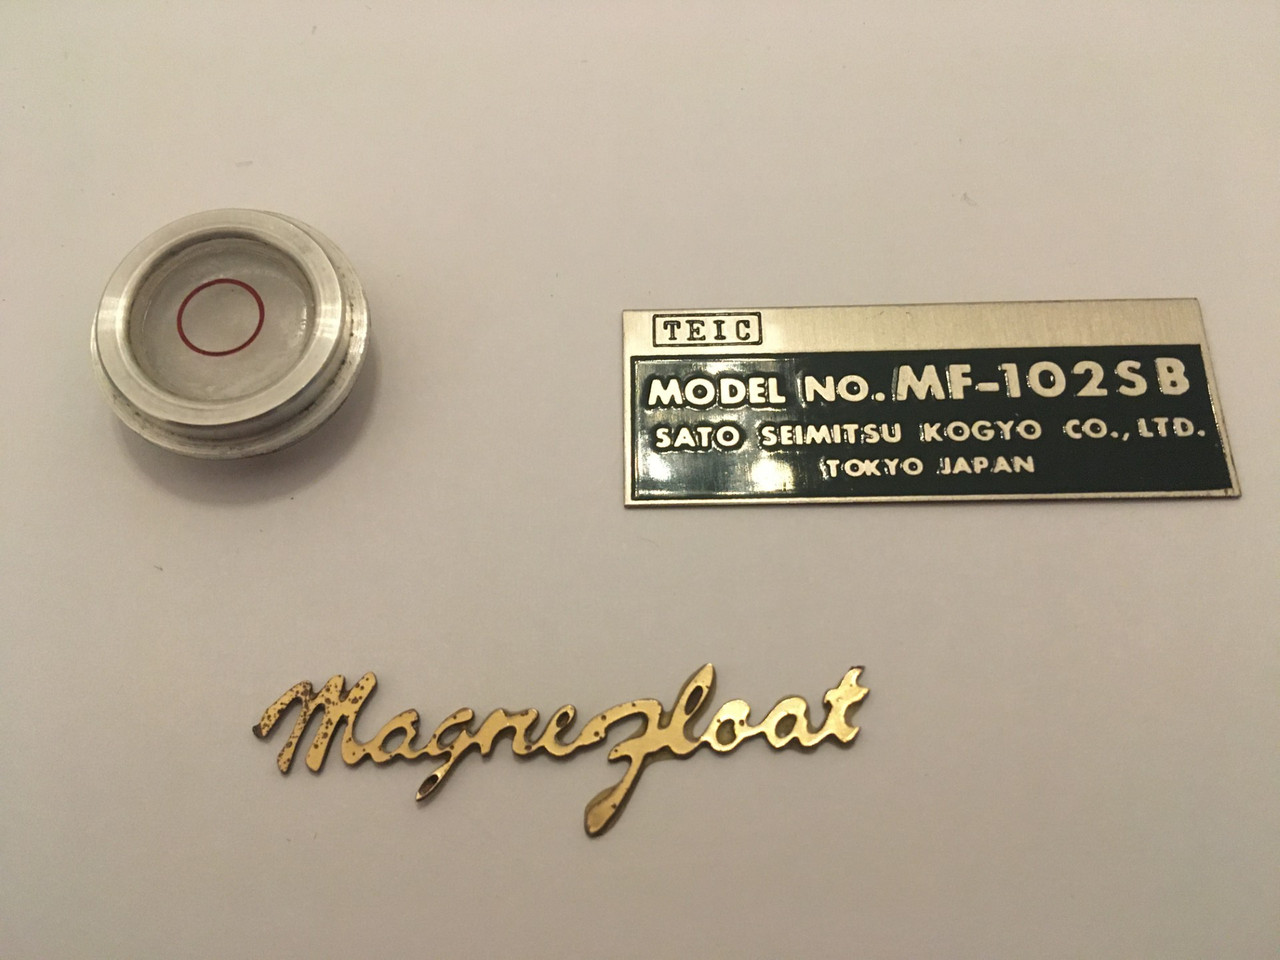 TEIC
MODEL NO. MF-102SB
SATO SEIMITSU KOGYO CO., LTD.
TOKYO JAPAN
Magnefloat